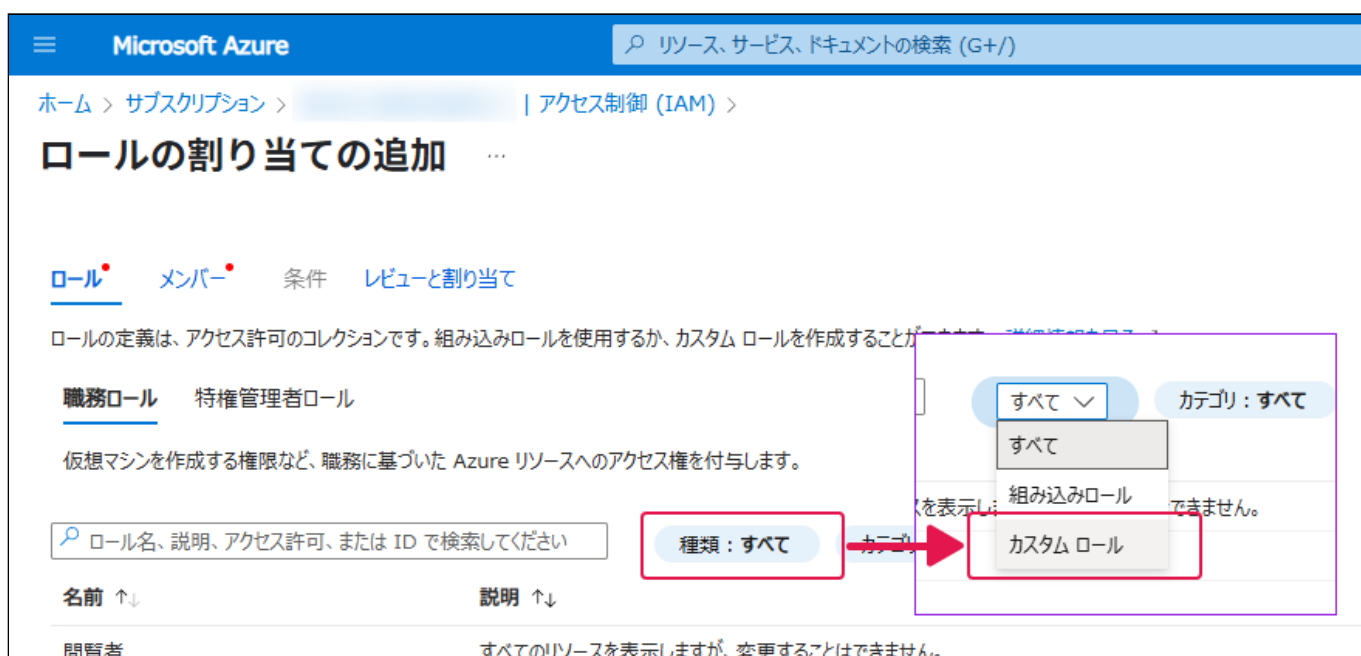 Microsoft Azure
リソース、サービス、ドキュメントの検索 (G+/)
ホーム > サブスクリプション > | アクセス制御 (IAM) >
ロールの割り当ての追加 …
ロール メンバー 条件 レビューと割り当て
ロールの定義は、アクセス許可のコレクションです。組み込みロールを使用するか、カスタム ロールを作成することが
職務ロール 特権管理者ロール
すべて カテゴリ : すべて
すべて
仮想マシンを作成する権限など、職務に基づいた Azure リソースへのアクセス権を付与します。
組み込みロール
を表示し できません。
ロール名、説明、アクセス許可、または ID で検索してください
種類 : すべて
カテゴ
カスタム ロール
名前 ↑↓ 説明 ↑↓
閲覧者 すべてのリソースを表示しますが、変更することはできません。